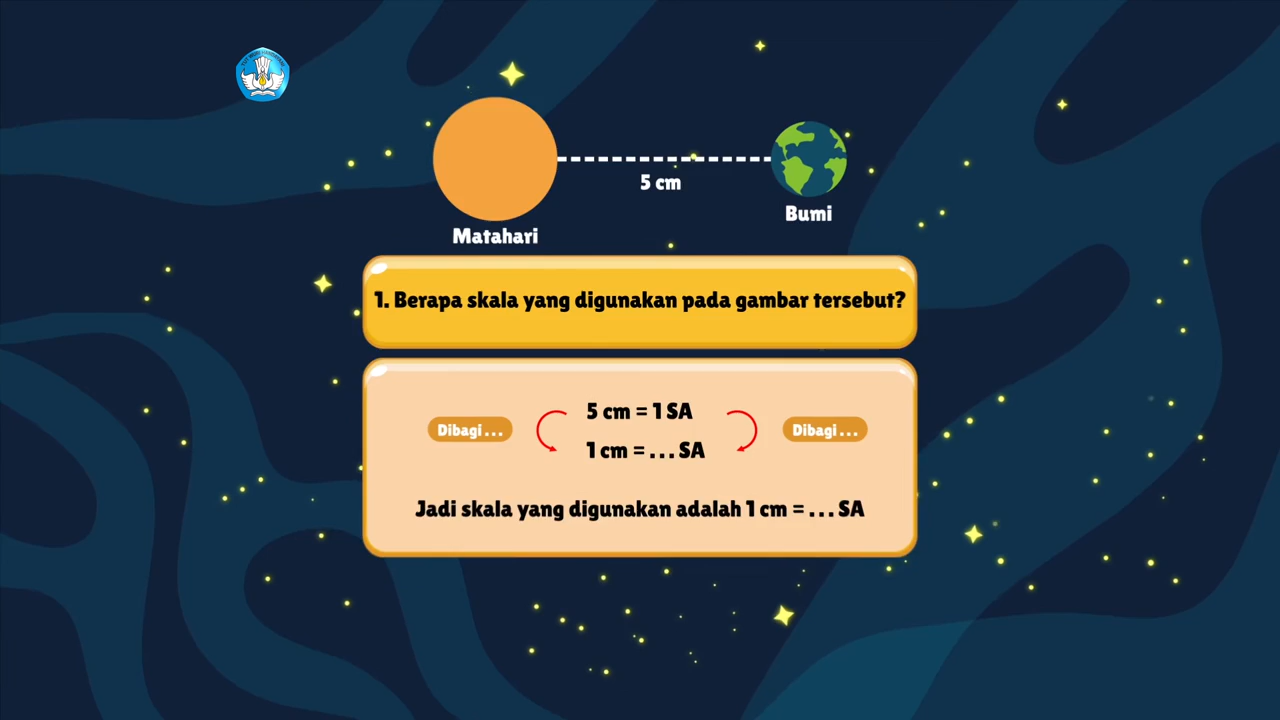 5 cm
Bumi
Matahari
1. Berapa skala yang digunakan pada gambar tersebut?
5 cm = 1 SA
Dibagi . . .
Dibagi . . .
1 cm = . . . SA
Jadi skala yang digunakan adalah 1 cm = . . . SA